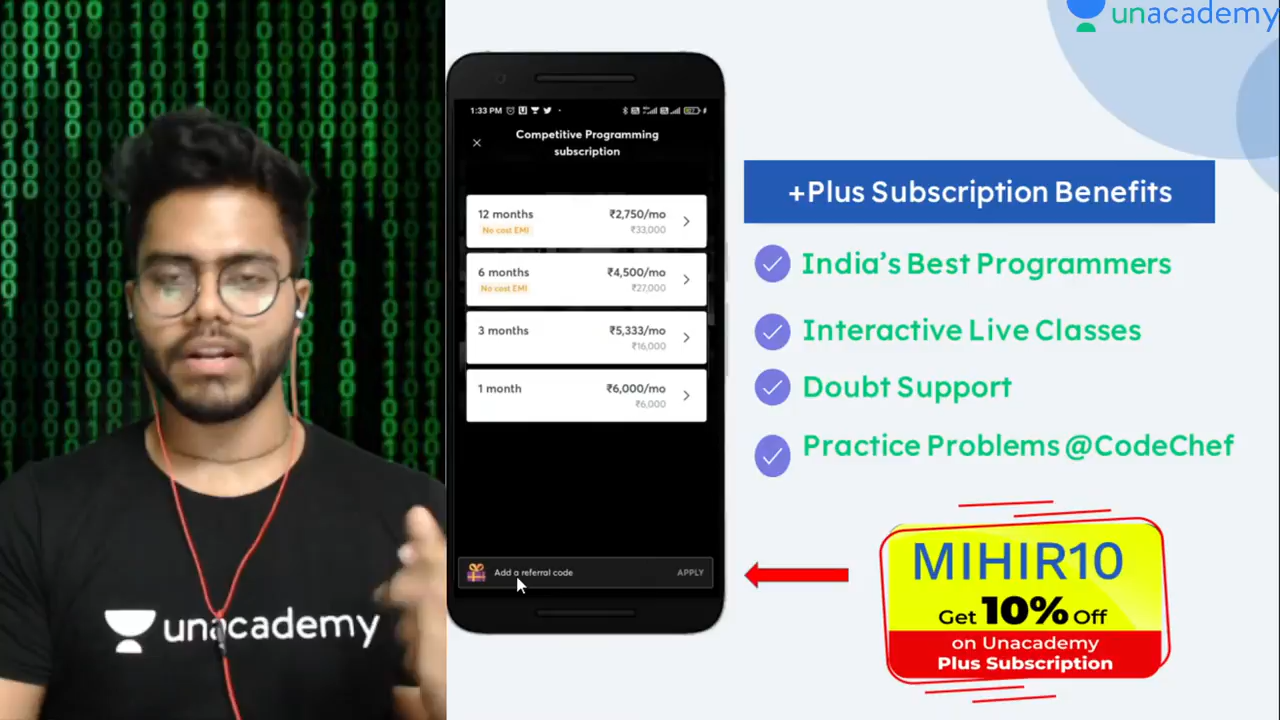 unacademy
1:33 PM
Competitive Programming
subscription
12 months ₹2,750/mo
No cost EMI ₹33,000
6 months ₹4,500/mo
No cost EMI ₹27,000
3 months ₹5,333/mo
₹16,000
1 month ₹6,000/mo
₹6,000
Add a referral code APPLY
+Plus Subscription Benefits
India's Best Programmers
Interactive Live Classes
Doubt Support
Practice Problems @CodeChef
MIHIR10
Get 10% Off
on Unacademy
Plus Subscription
unacademy